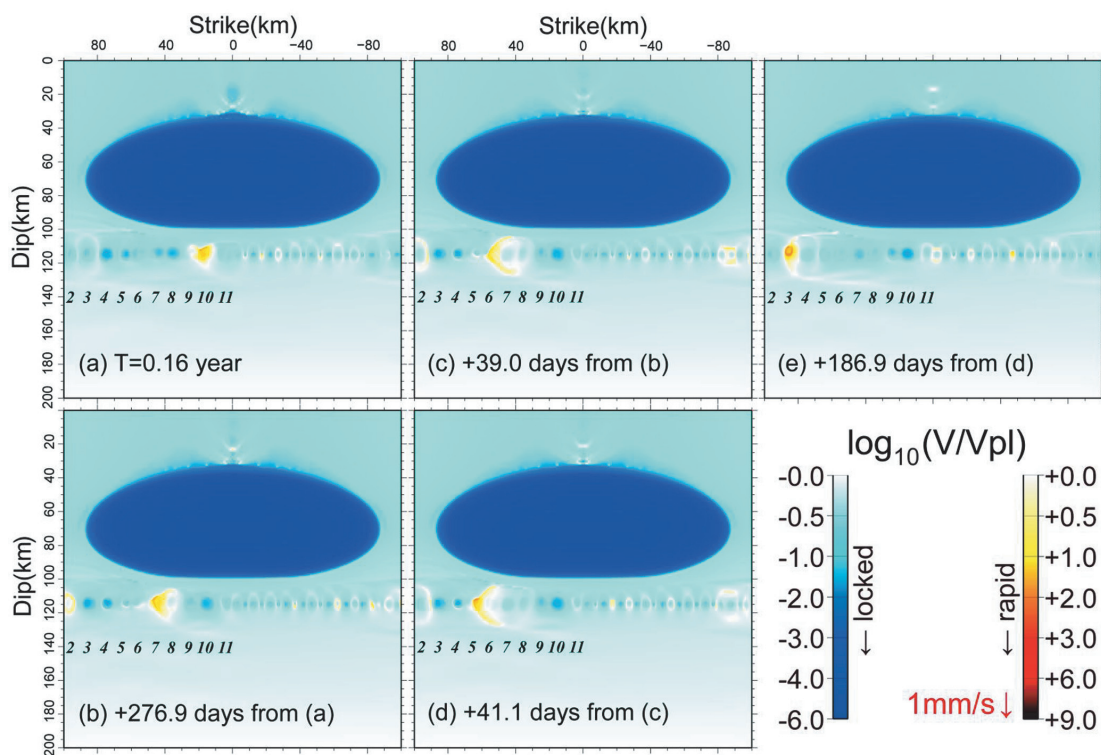 Strike(km)
80 40 0 −40 −80
Dip(km)
0
20
40
60
80
100
120
140
160
180
200
2 3 4 5 6 7 8 9 10 11
(a) T=0.16 year
Strike(km)
80 40 0 −40 −80
2 3 4 5 6 7 8 9 10 11
(c) +39.0 days from (b)
Strike(km)
80 40 0 −40 −80
2 3 4 5 6 7 8 9 10 11
(e) +186.9 days from (d)
Dip(km)
20
40
60
80
100
120
140
160
180
200
2 3 4 5 6 7 8 9 10 11
(b) +276.9 days from (a)
2 3 4 5 6 7 8 9 10 11
(d) +41.1 days from (c)
log10(V/Vpl)
-0.0
-0.5
-1.0
-2.0
-3.0
-4.0
-6.0
←locked
+0.0
+0.5
+1.0
+2.0
+3.0
+6.0
+9.0
←rapid
1mm/s↓